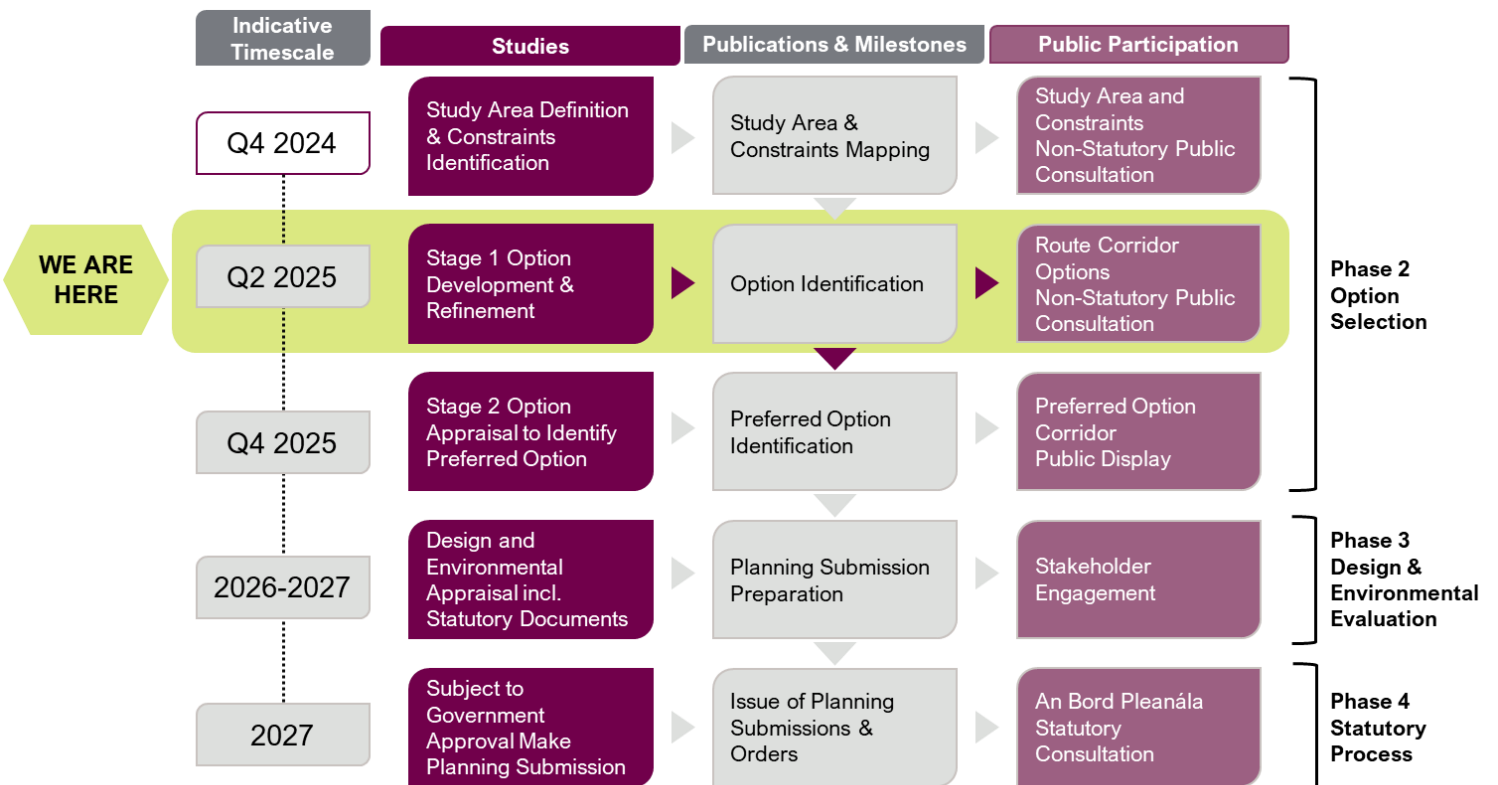 Indicative
Timescale
Studies
Publications & Milestones
Public Participation
Q4 2024
Study Area Definition
& Constraints
Identification
Study Area &
Constraints Mapping
Study Area and
Constraints
Non-Statutory Public
Consultation
WE ARE
HERE
Q2 2025
Stage 1 Option
Development &
Refinement
Option Identification
Route Corridor
Options
Non-Statutory Public
Consultation
Phase 2
Option
Selection
Q4 2025
Stage 2 Option
Appraisal to Identify
Preferred Option
Preferred Option
Identification
Preferred Option
Corridor
Public Display
2026-2027
Design and
Environmental
Appraisal incl.
Statutory Documents
Planning Submission
Preparation
Stakeholder
Engagement
Phase 3
Design &
Environmental
Evaluation
2027
Subject to
Government
Approval Make
Planning Submission
Issue of Planning
Submissions &
Orders
An Bord Pleanála
Statutory
Consultation
Phase 4
Statutory
Process